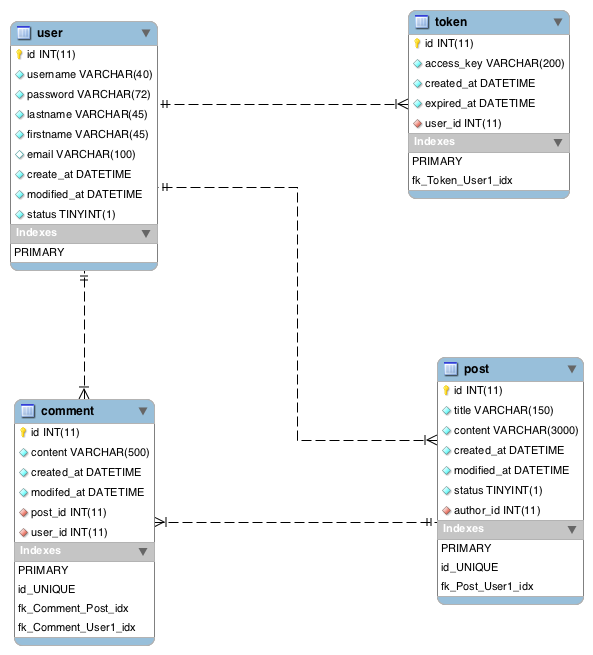 user
id INT(11)
username VARCHAR(40)
password VARCHAR(72)
lastname VARCHAR(45)
firstname VARCHAR(45)
email VARCHAR(100)
create_at DATETIME
modified_at DATETIME
status TINYINT(1)
Indexes
PRIMARY
token
id INT(11)
access_key VARCHAR(200)
created_at DATETIME
expired_at DATETIME
user_id INT(11)
Indexes
PRIMARY
fk_Token_User1_idx
comment
id INT(11)
content VARCHAR(500)
created_at DATETIME
modifed_at DATETIME
post_id INT(11)
user_id INT(11)
Indexes
PRIMARY
id_UNIQUE
fk_Comment_Post_idx
fk_Comment_User1_idx
post
id INT(11)
title VARCHAR(150)
content VARCHAR(3000)
created_at DATETIME
modified_at DATETIME
status TINYINT(1)
author_id INT(11)
Indexes
PRIMARY
id_UNIQUE
fk_Post_User1_idx